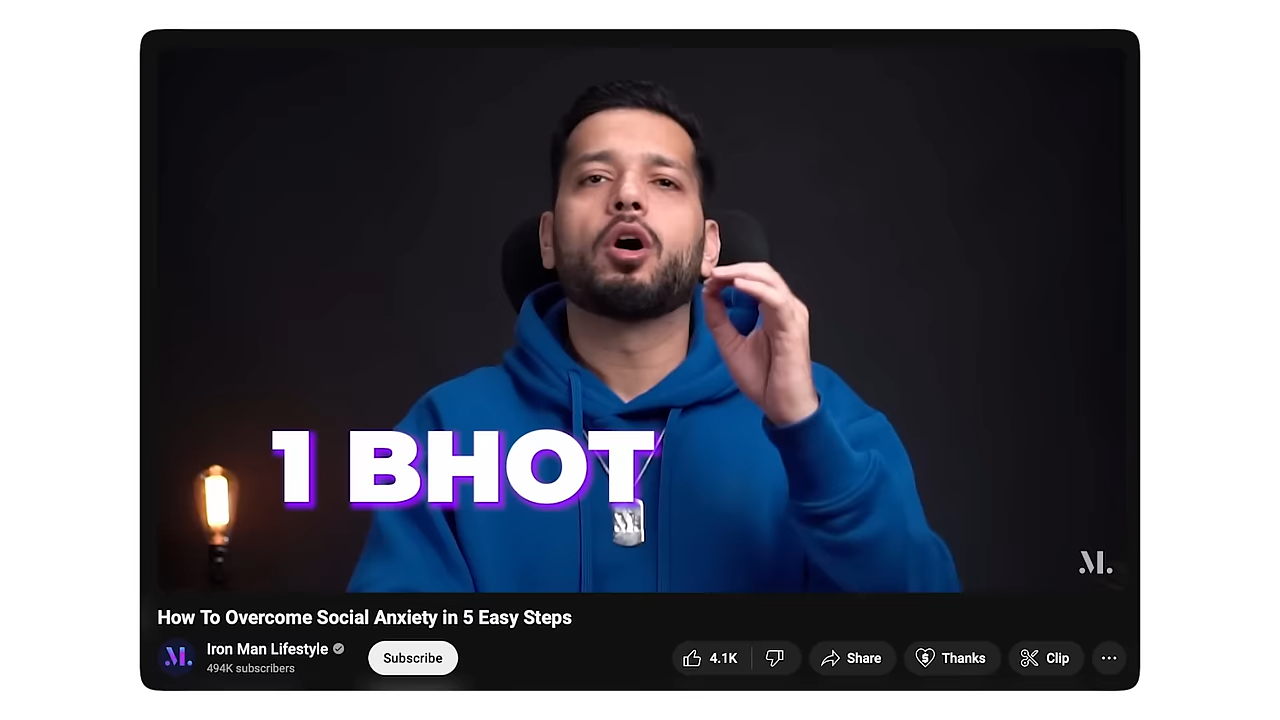 1 BHOT
M.
How To Overcome Social Anxiety in 5 Easy Steps
M.
Iron Man Lifestyle
494K subscribers
Subscribe
4.1K
Share
Thanks
Clip